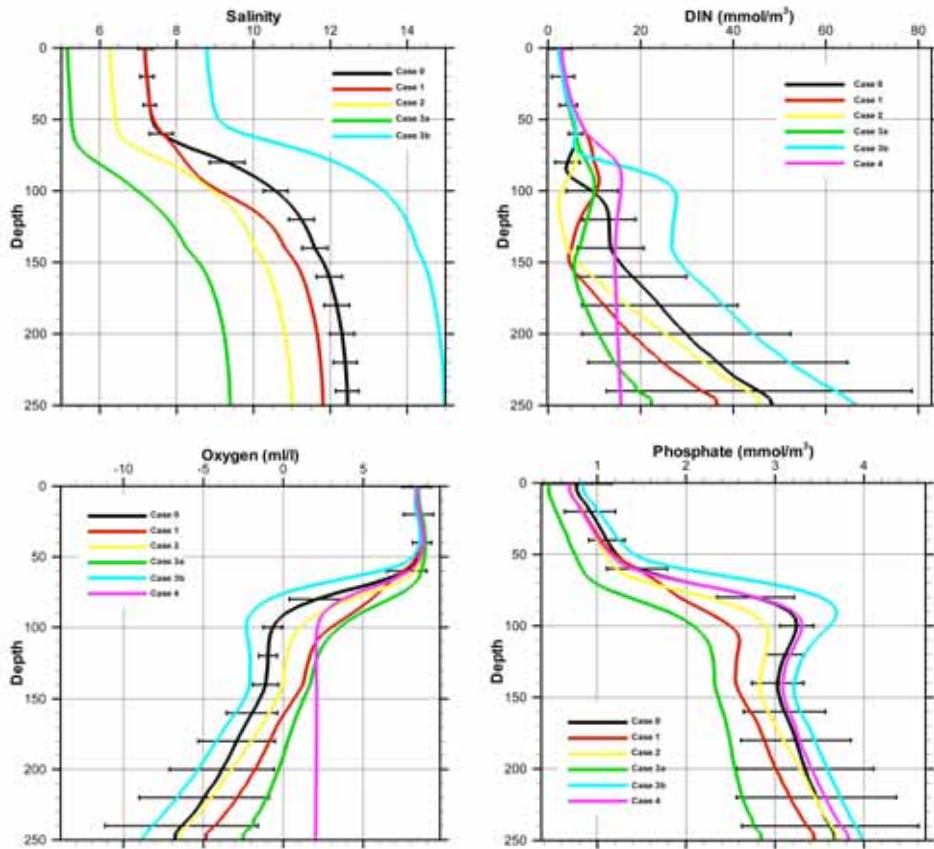 Salinity
6 8 10 12 14
0
50
100
150
200
250
Depth
Case 0
Case 1
Case 2
Case 3a
Case 3b
DIN (mmol/m³)
0 20 40 60 80
0
50
100
150
200
250
Depth
Case 0
Case 1
Case 2
Case 3a
Case 3b
Case 4
Oxygen (ml/l)
-10 -5 0 5
0
50
100
150
200
250
Depth
Case 0
Case 1
Case 2
Case 3a
Case 3b
Case 4
Phosphate (mmol/m³)
1 2 3 4
0
50
100
150
200
250
Depth
Case 0
Case 1
Case 2
Case 3a
Case 3b
Case 4